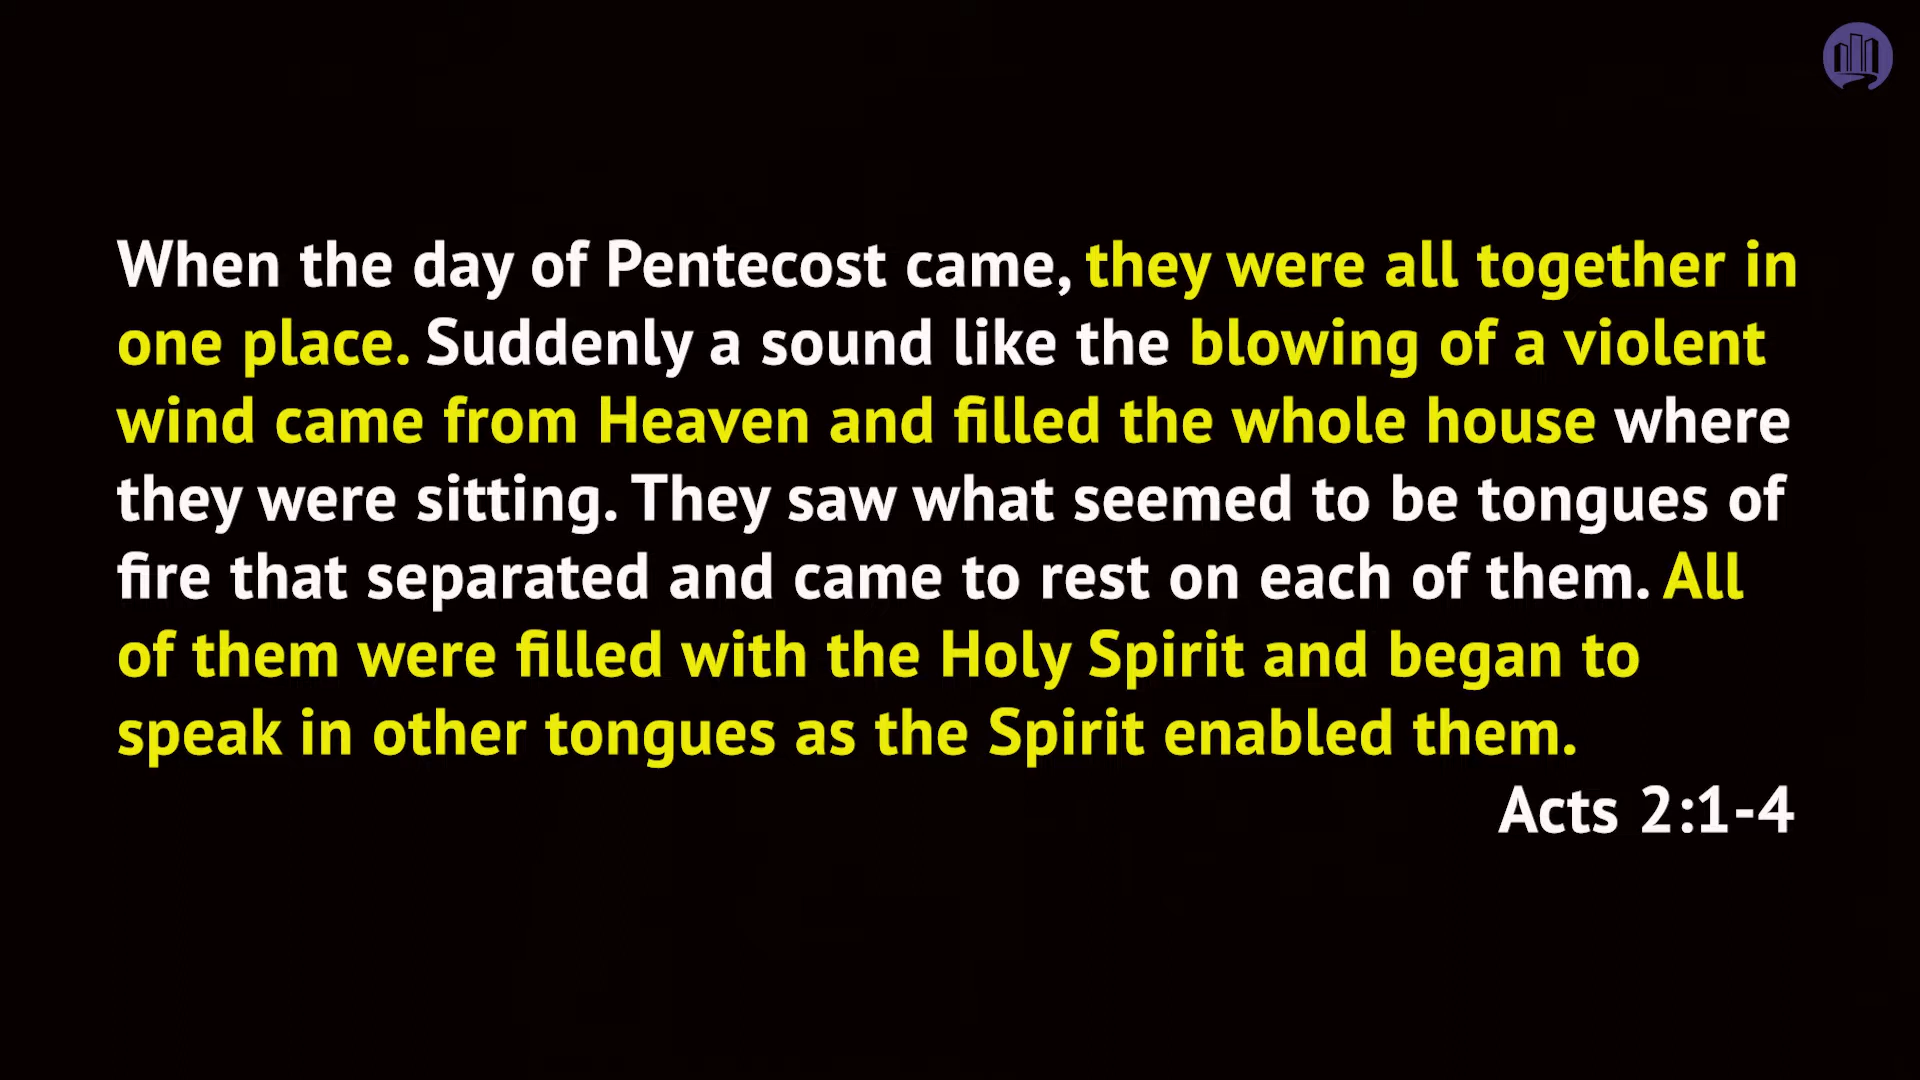 When the day of Pentecost came, they were all together in
one place. Suddenly a sound like the blowing of a violent
wind came from Heaven and filled the whole house where
they were sitting. They saw what seemed to be tongues of
fire that separated and came to rest on each of them. All
of them were filled with the Holy Spirit and began to
speak in other tongues as the Spirit enabled them.
Acts 2:1-4